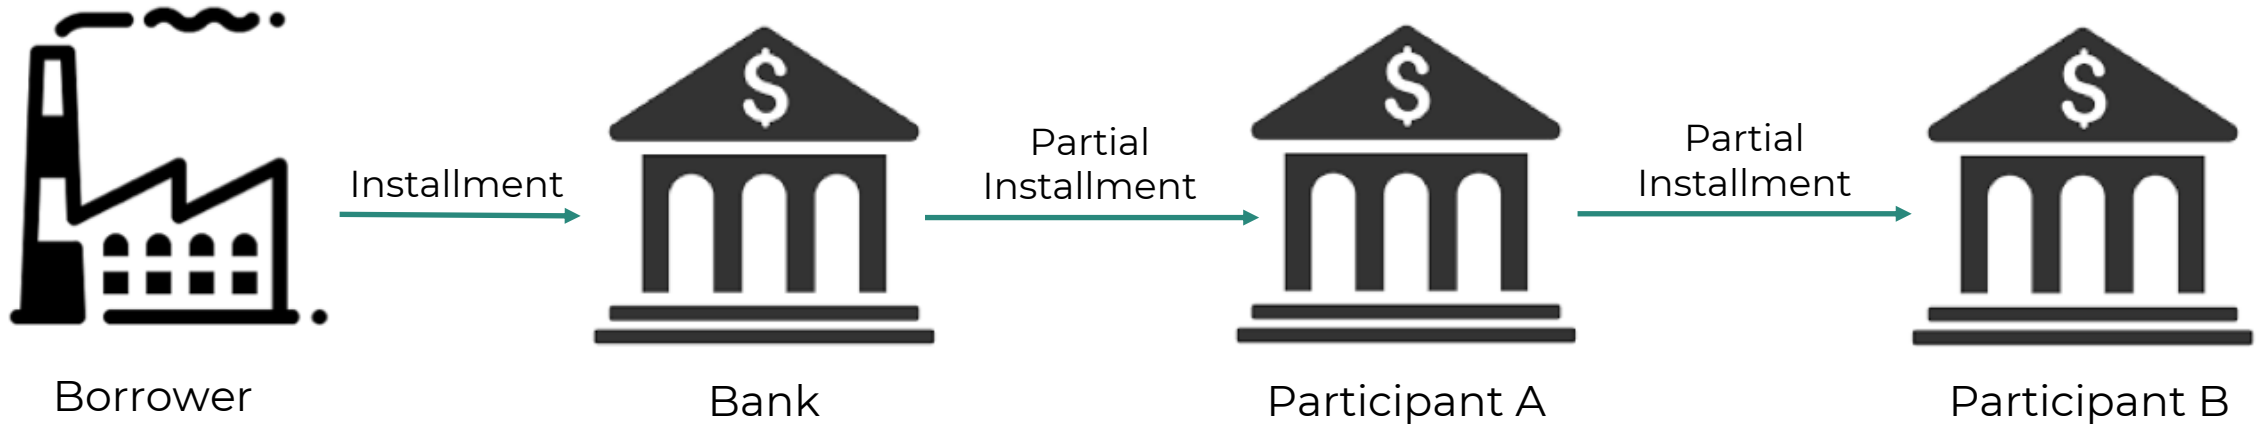 Installment
Partial
Installment
Partial
Installment
$
$
$
Borrower
Bank
Participant A
Participant B